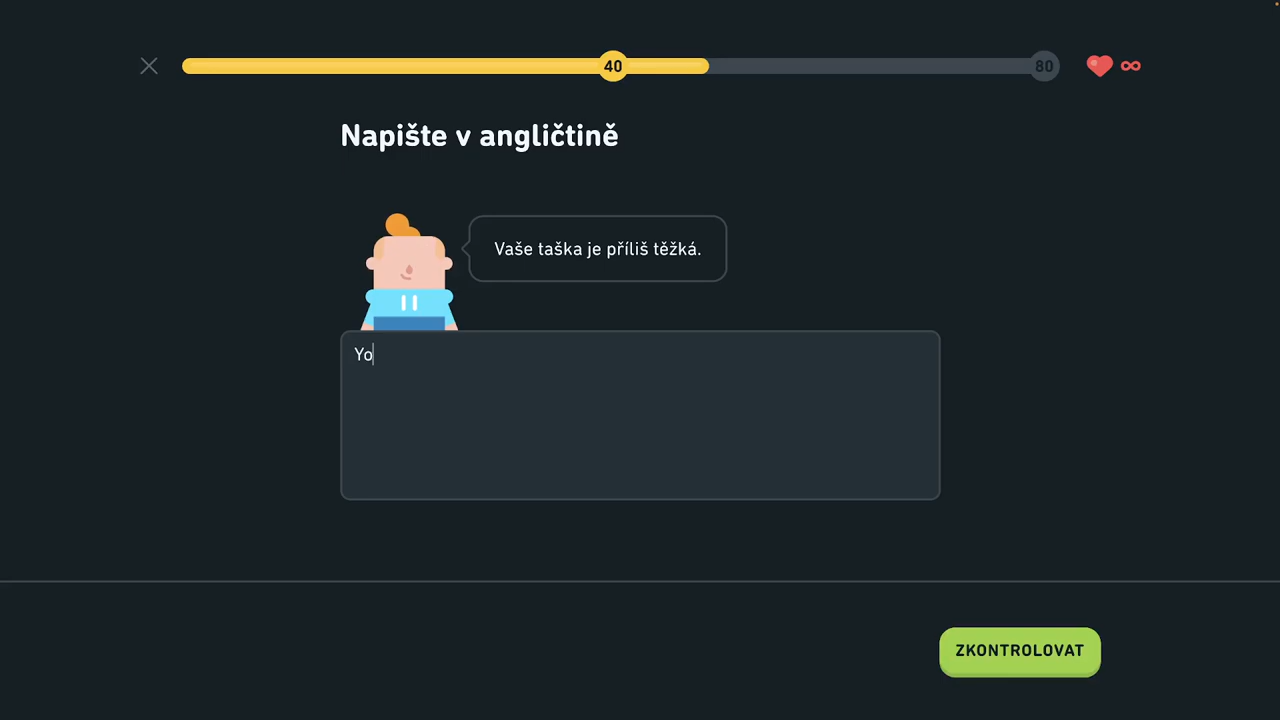 40
80
∞
Napište v angličtině
Vaše taška je příliš těžká.
Yo
ZKONTROLOVAT